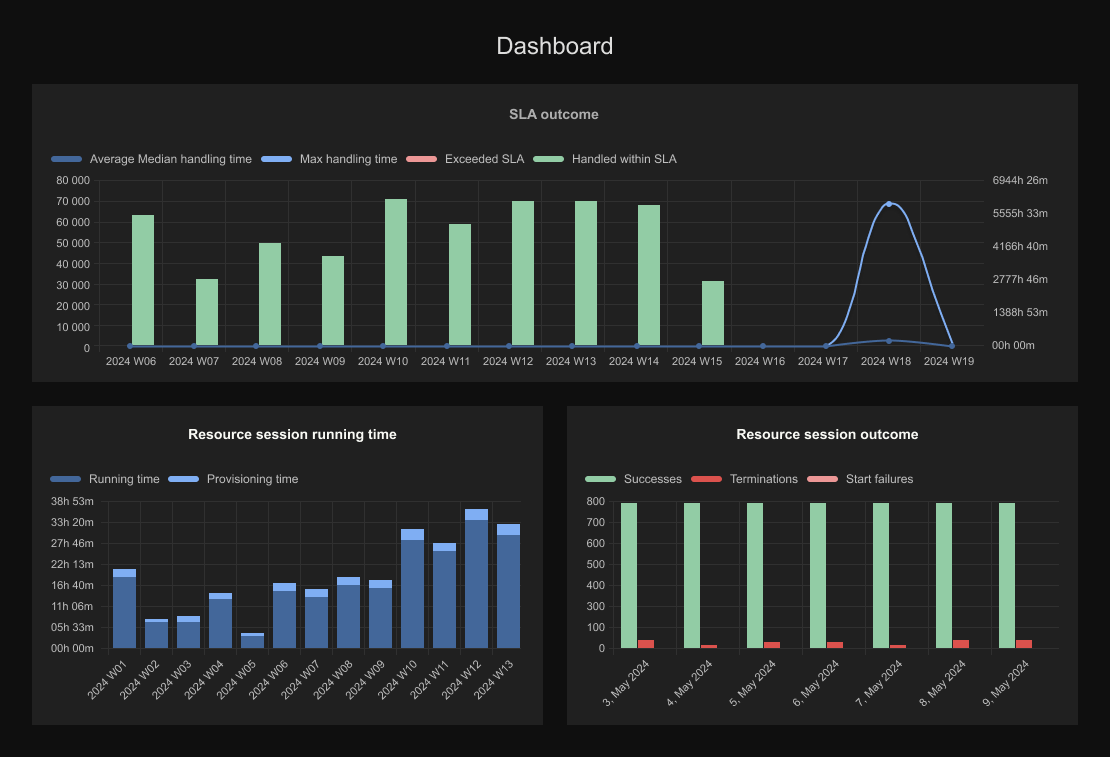 Dashboard
SLA outcome
Average Median handling time Max handling time Exceeded SLA Handled within SLA
80 000 6944h 26m
70 000
5555h 33m
60 000
50 000
4166h 40m
40 000
30 000 2777h 46m
20 000
1388h 53m
10 000
0 00h 00m
2024 W06 2024 W07 2024 W08 2024 W09 2024 W10 2024 W11 2024 W12 2024 W13 2024 W14 2024 W15 2024 W16 2024 W17 2024 W18 2024 W19
Resource session running time
Running time Provisioning time
38h 53m
33h 20m
27h 46m
22h 13m
16h 40m
11h 06m
05h 33m
00h 00m
2024 W01 2024 W02 2024 W03 2024 W04 2024 W05 2024 W06 2024 W07 2024 W08 2024 W09 2024 W10 2024 W11 2024 W12 2024 W13
Resource session outcome
Successes Terminations Start failures
800
700
600
500
400
300
100
0
3, May 2024 4, May 2024 5, May 2024 6, May 2024 7, May 2024 8, May 2024 9, May 2024